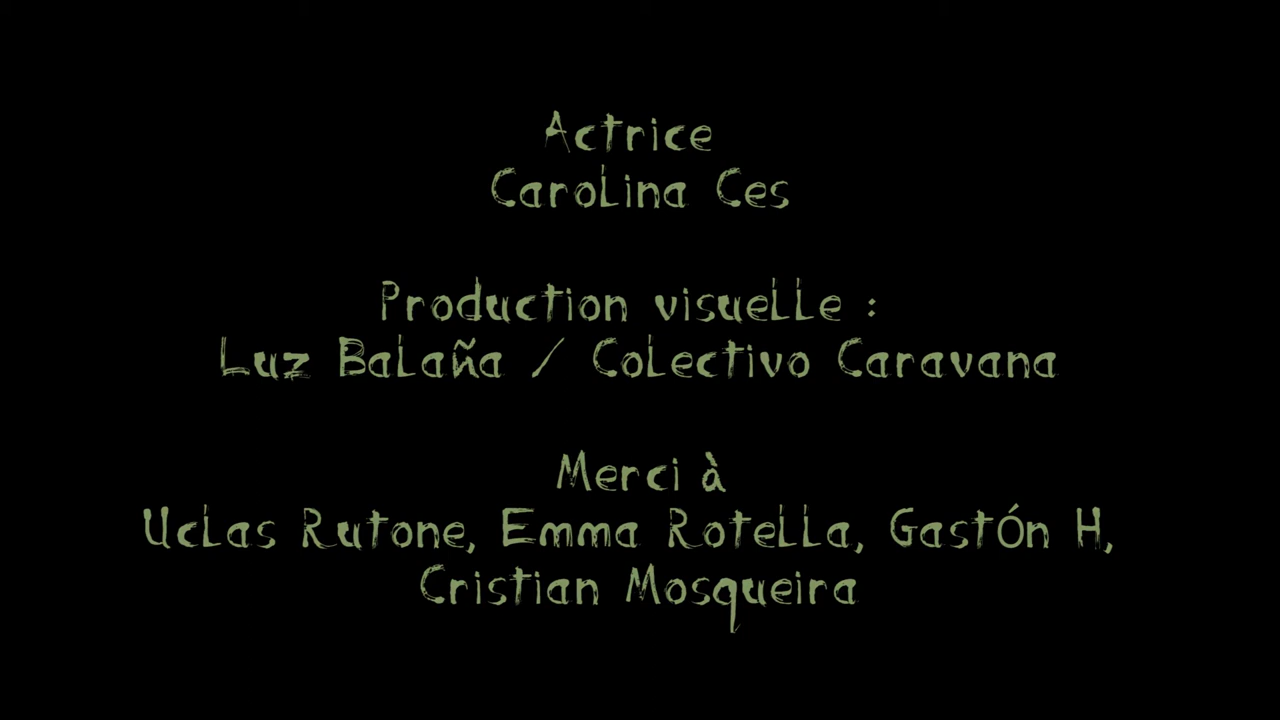 Actrice
Carolina Ces
Production visuelle :
Luz Balaña / Colectivo Caravana
Merci à
Uclas Rutone, Emma Rotella, Gastón H,
Cristian Mosqueira